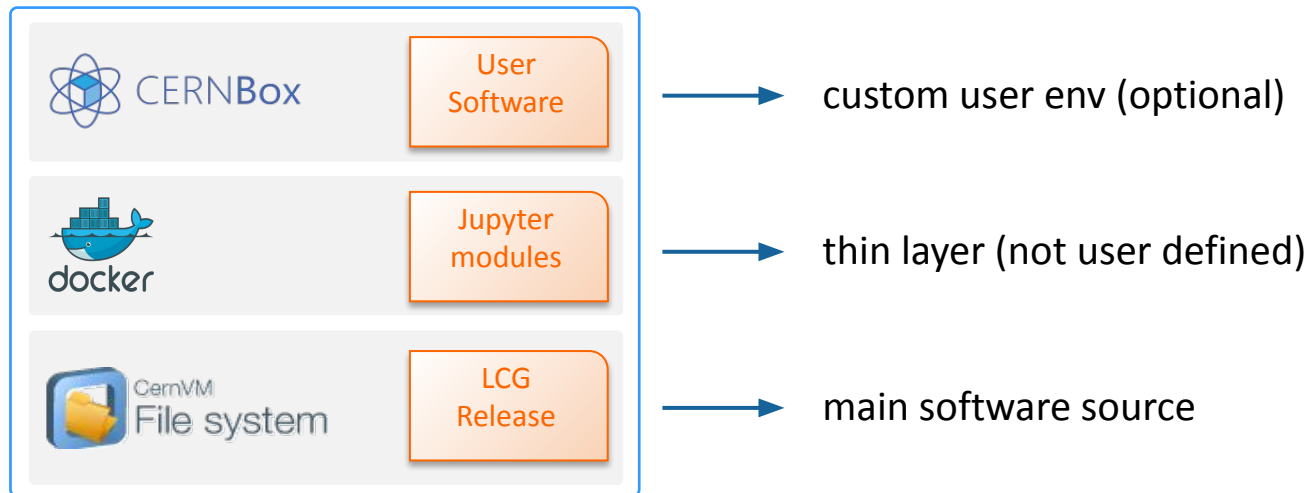 CERNBox
User
Software
custom user env (optional)
docker
Jupyter
modules
thin layer (not user defined)
CernVM
File system
LCG
Release
main software source